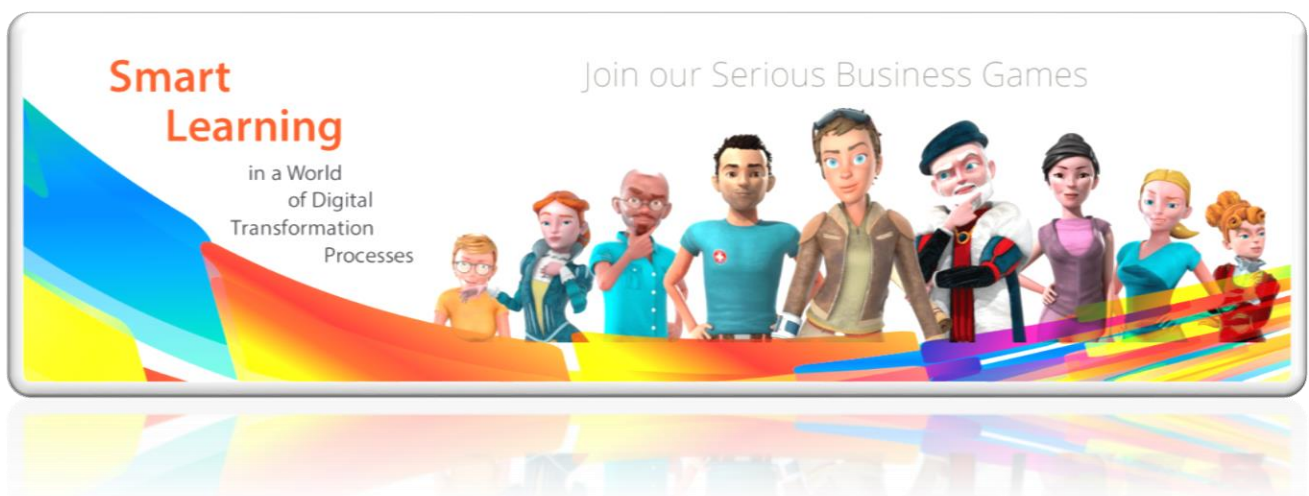 Smart
Learning
in a World
of Digital
Transformation
Processes
Join our Serious Business Games